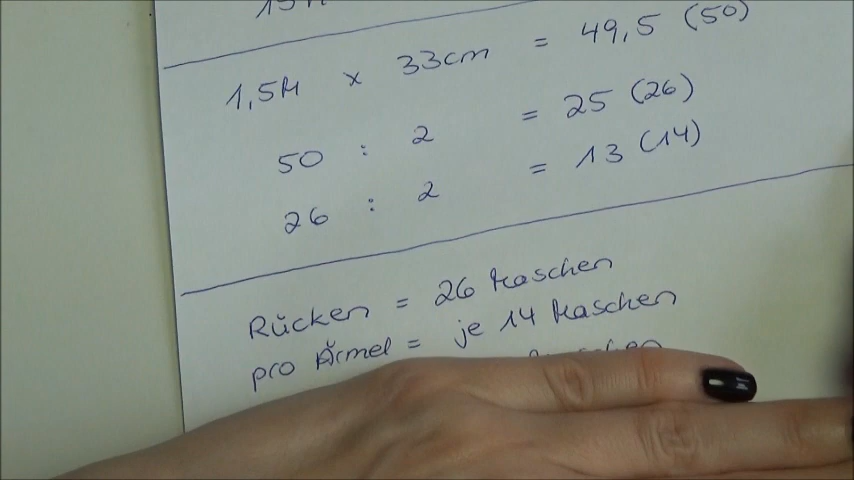 1,5M x 33cm = 49,5 (50)
50 : 2 = 25 (26)
26 : 2 = 13 (14)
Rücken = 26 Maschen
pro Ärmel = je 14 Maschen
Maschen